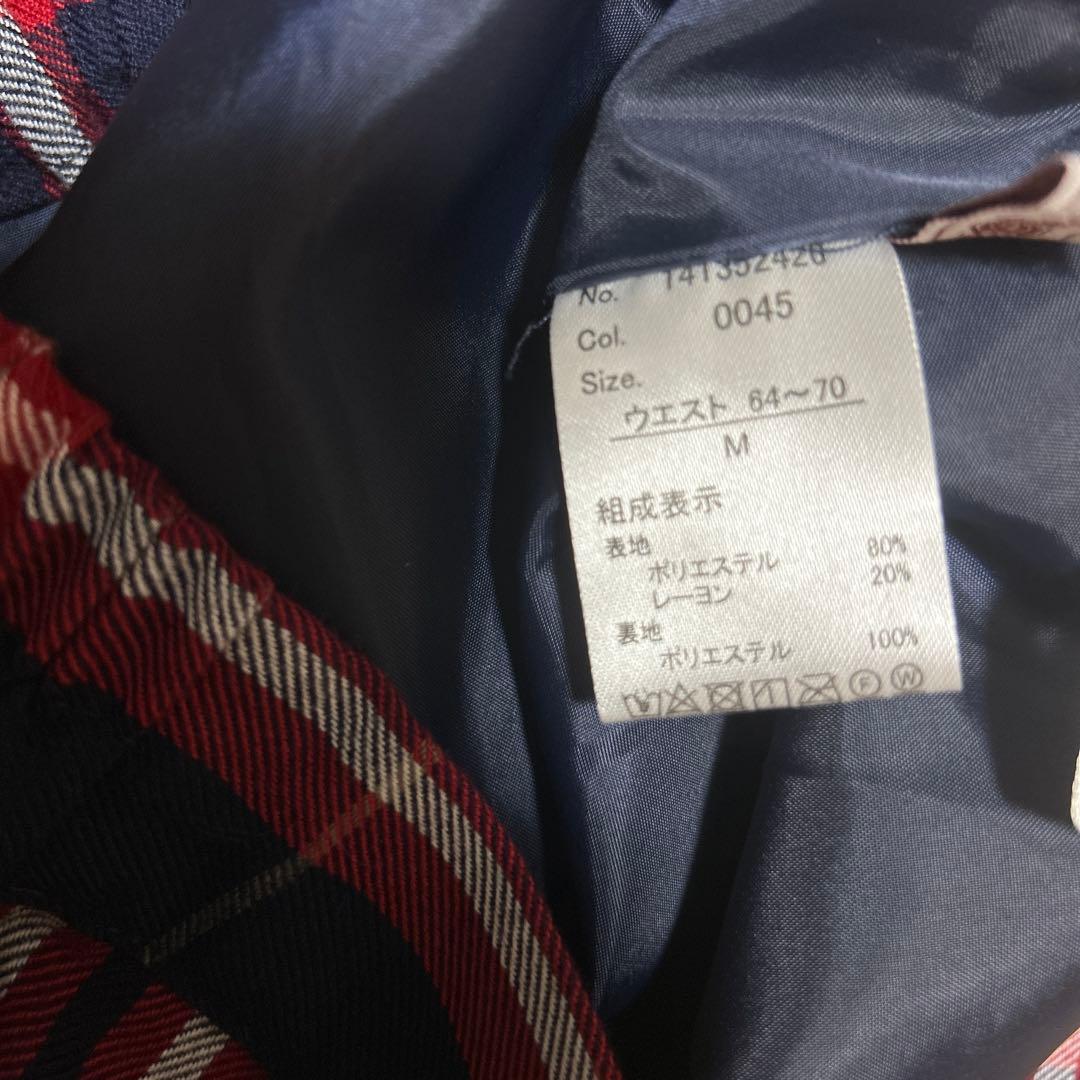 No. 141352426
Col. 0045
Size.
ウエスト 64～70
M
組成表示
表地
ポリエステル 80%
レーヨン 20%
裏地
ポリエステル 100%
F W